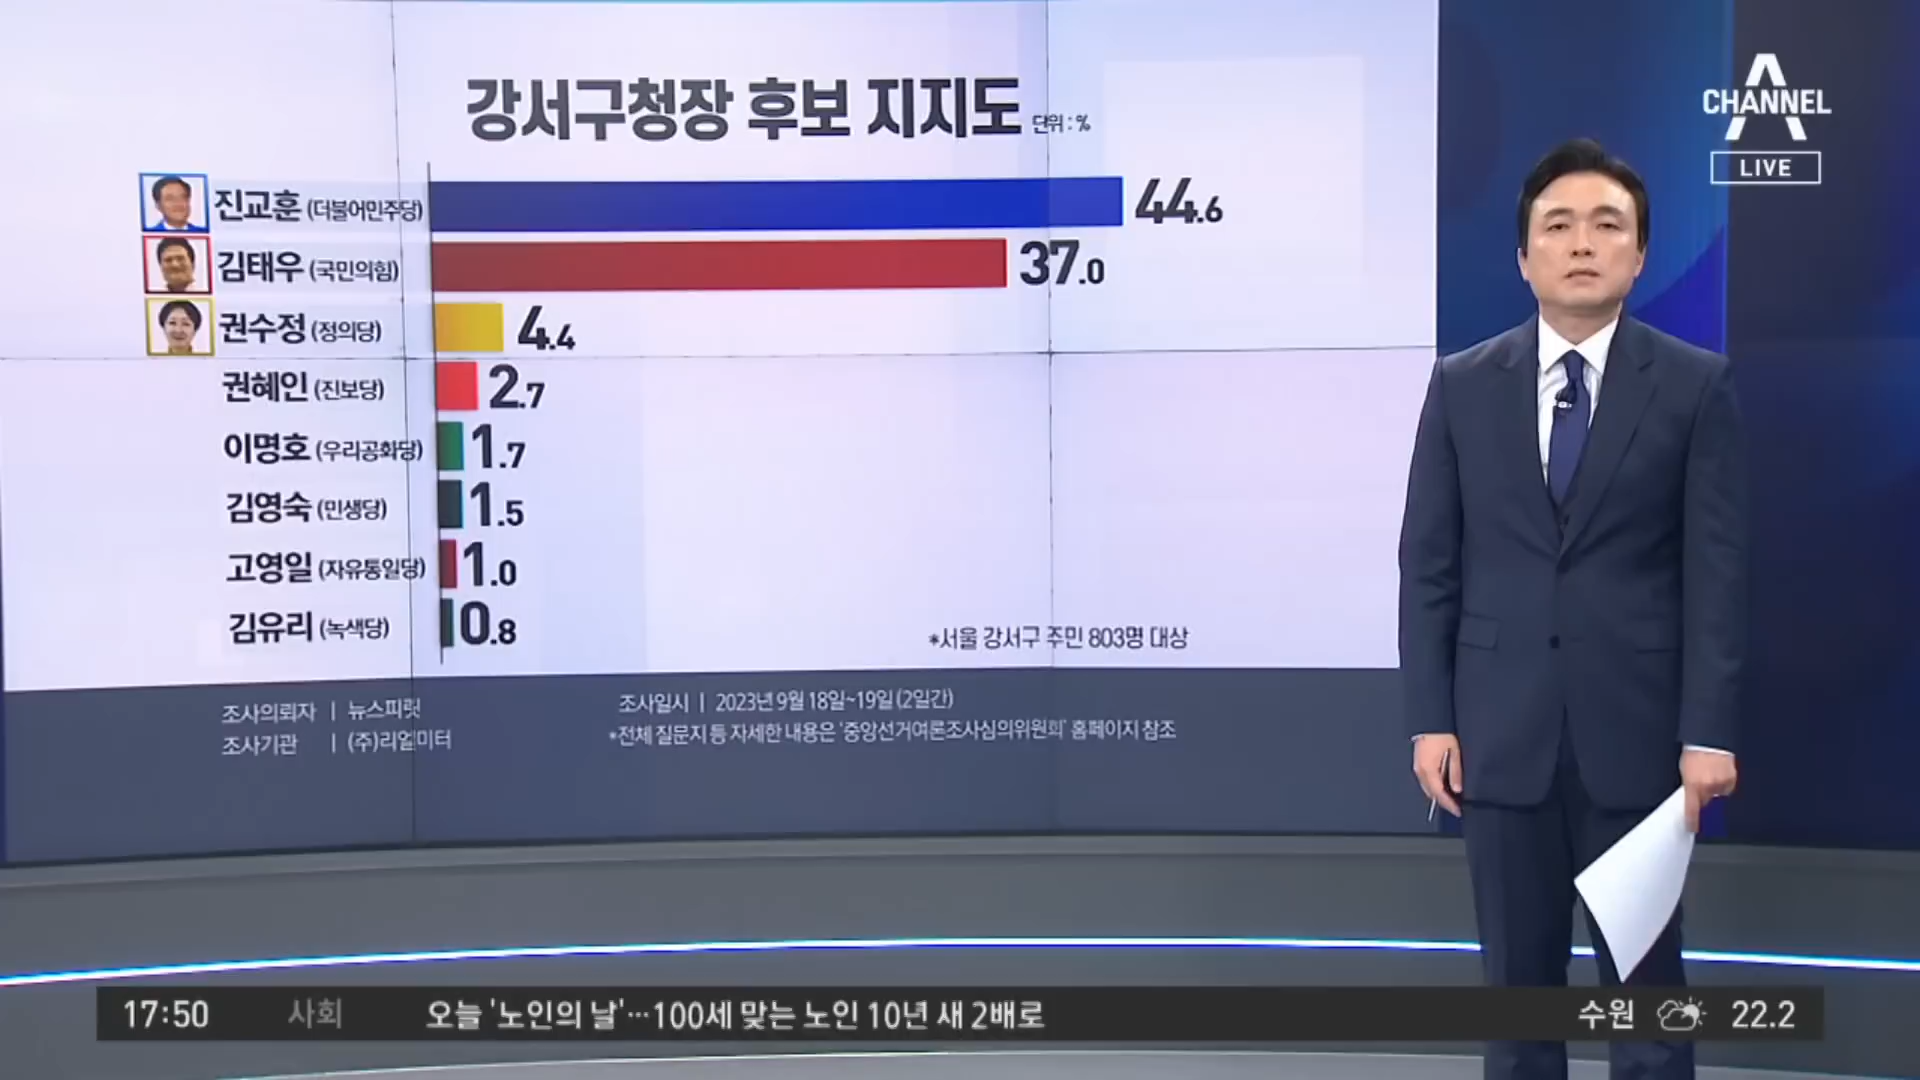 강서구청장 후보 지지도 단위 : %
진교훈 (더불어민주당) 44.6
김태우 (국민의힘) 37.0
권수정 (정의당) 4.4
권혜인 (진보당) 2.7
이명호 (우리공화당) 1.7
김영숙 (민생당) 1.5
고영일 (자유통일당) 1.0
김유리 (녹색당) 0.8
*서울 강서구 주민 803명 대상
조사의뢰자 | 뉴스피릿
조사기관 | (주)리얼미터
조사일시 | 2023년 9월 18일~19일 (2일간)
*전체 질문지 등 자세한 내용은 '중앙선거여론조사심의위원회' 홈페이지 참조
CHANNEL A
LIVE
17:50 사회 오늘 '노인의 날'…100세 맞는 노인 10년 새 2배로 수원 22.2